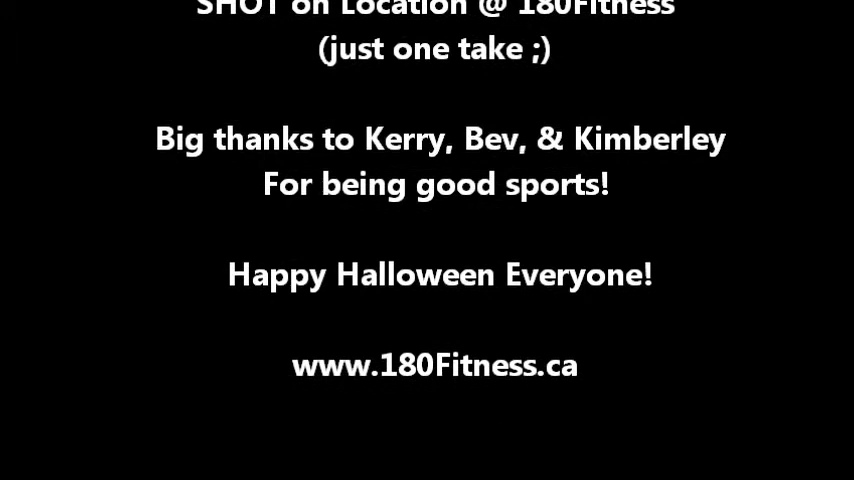 SHOT on Location @ 180Fitness
(just one take ;)
Big thanks to Kerry, Bev, & Kimberley
For being good sports!
Happy Halloween Everyone!
www.180Fitness.ca